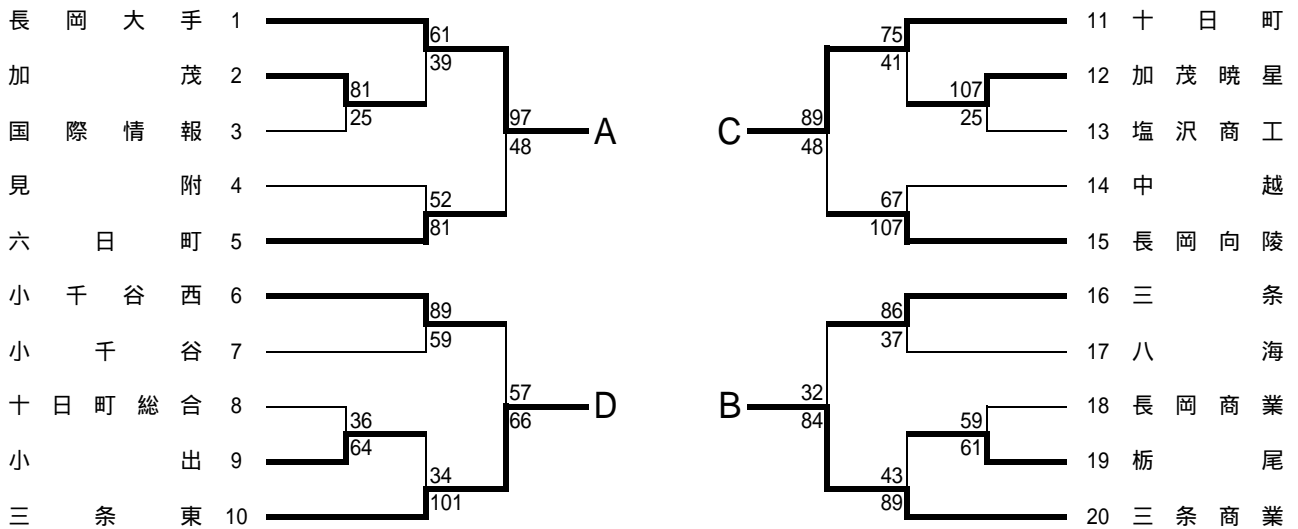 長岡大手 1 61 75 11 十日町
39 41
加茂 2 81 107 12 加茂暁星
国際情報 3 25 97 A C 89 25 13 塩沢商工
48 48
見附 4 52 67 14 中越
六日町 5 81 107 15 長岡向陵
小千谷西 6 89 86 16 三条
小千谷 7 59 37 17 八海
十日町総合 8 36 57 D B 32 59 18 長岡商業
66 84
小出 9 64 61 19 栃尾
34 43
三条東 10 101 89 20 三条商業